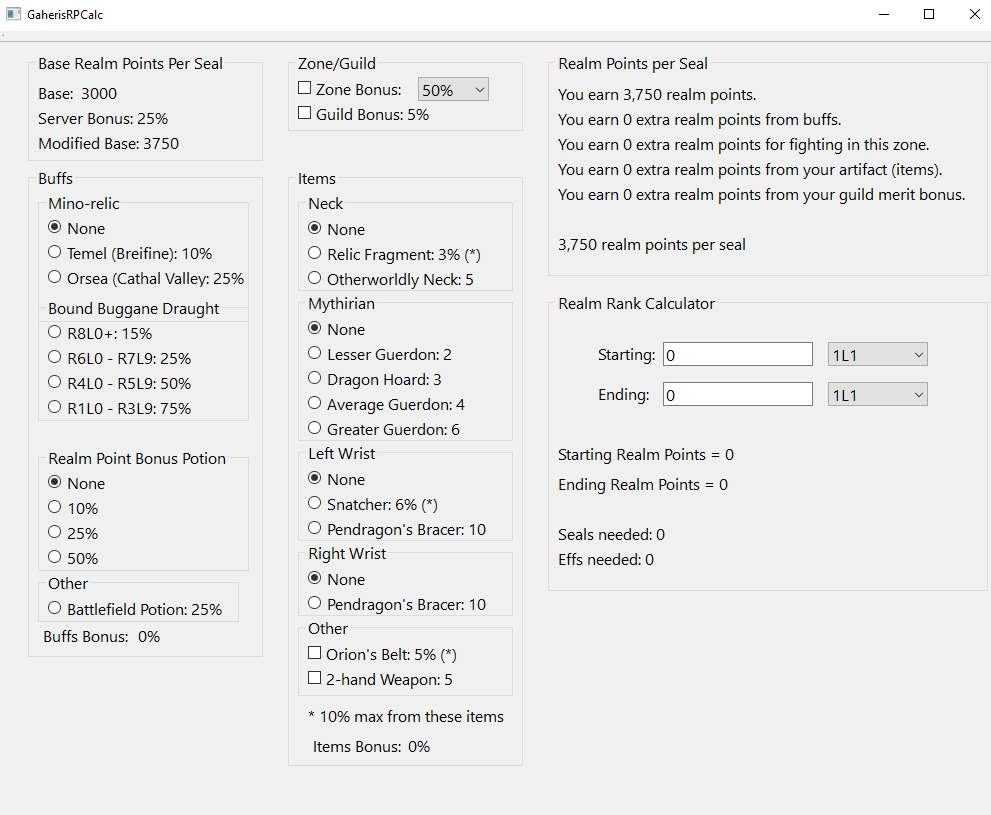 GaherisRPCalc
Base Realm Points Per Seal
Base: 3000
Server Bonus: 25%
Modified Base: 3750
Buffs
Mino-relic
None
Temel (Breifine): 10%
Orsea (Cathal Valley: 25%
Bound Buggane Draught
R8L0+: 15%
R6L0 - R7L9: 25%
R4L0 - R5L9: 50%
R1L0 - R3L9: 75%
Realm Point Bonus Potion
None
10%
25%
50%
Other
Battlefield Potion: 25%
Buffs Bonus: 0%
Zone/Guild
Zone Bonus: 50%
Guild Bonus: 5%
Items
Neck
None
Relic Fragment: 3% (*)
Otherworldly Neck: 5
Mythirian
None
Lesser Guerdon: 2
Dragon Hoard: 3
Average Guerdon: 4
Greater Guerdon: 6
Left Wrist
None
Snatcher: 6% (*)
Pendragon's Bracer: 10
Right Wrist
None
Pendragon's Bracer: 10
Other
Orion's Belt: 5% (*)
2-hand Weapon: 5
* 10% max from these items
Items Bonus: 0%
Realm Points per Seal
You earn 3,750 realm points.
You earn 0 extra realm points from buffs.
You earn 0 extra realm points for fighting in this zone.
You earn 0 extra realm points from your artifact (items).
You earn 0 extra realm points from your guild merit bonus.
3,750 realm points per seal
Realm Rank Calculator
Starting: 0 1L1
Ending: 0 1L1
Starting Realm Points = 0
Ending Realm Points = 0
Seals needed: 0
Effs needed: 0